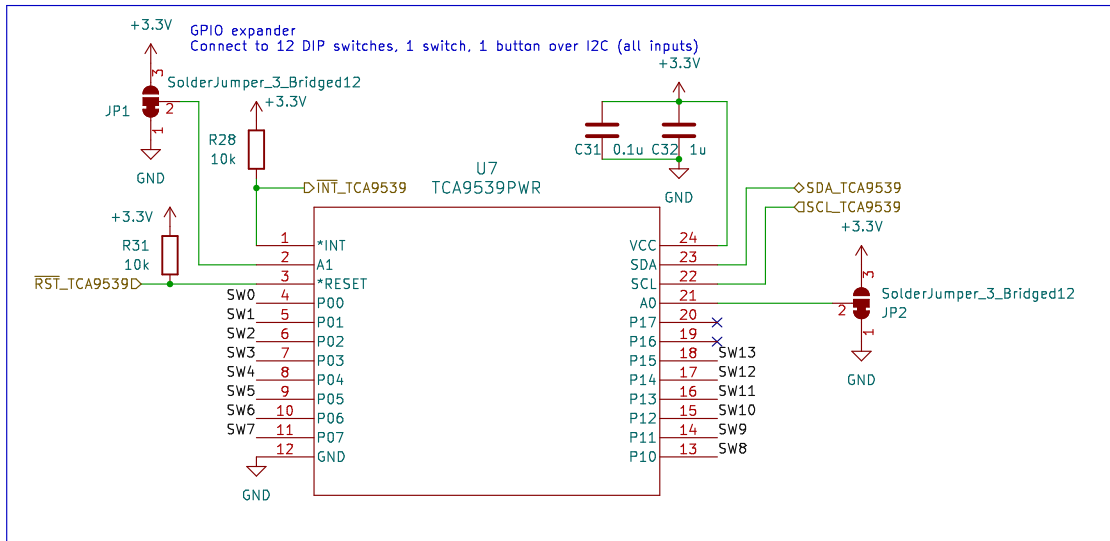 +3.3V
GPIO expander
Connect to 12 DIP switches, 1 switch, 1 button over I2C (all inputs)
3
SolderJumper_3_Bridged12
JP1
2
1
GND
+3.3V
R28
10k
INT_TCA9539
+3.3V
C31
0.1u
C32
1u
GND
U7
TCA9539PWR
+3.3V
R31
10k
RST_TCA9539
SDA_TCA9539
SCL_TCA9539
+3.3V
3
SolderJumper_3_Bridged12
2
JP2
1
GND
1 *INT
2 A1
3 *RESET
SW0 4 P00
SW1 5 P01
SW2 6 P02
SW3 7 P03
SW4 8 P04
SW5 9 P05
SW6 10 P06
SW7 11 P07
12 GND
GND
VCC 24
SDA 23
SCL 22
A0 21
P17 20
P16 19
P15 18 SW13
P14 17 SW12
P13 16 SW11
P12 15 SW10
P11 14 SW9
P10 13 SW8